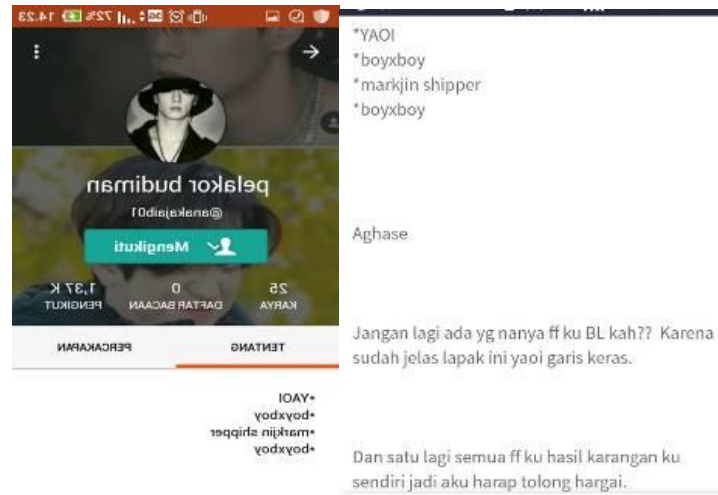 14.23 72%
pelakor budiman
@anakajaib01
Mengikuti
25 0 1,37 K
KARYA DAFTAR BACAAN PENGIKUT
TENTANG PERCAKAPAN
*YAOI
*boyxboy
*markjin shipper
*boyxboy
*YAOI
*boyxboy
*markjin shipper
*boyxboy
Aghase
Jangan lagi ada yg nanya ff ku BL kah?? Karena
sudah jelas lapak ini yaoi garis keras.
Dan satu lagi semua ff ku hasil karangan ku
sendiri jadi aku harap tolong hargai.